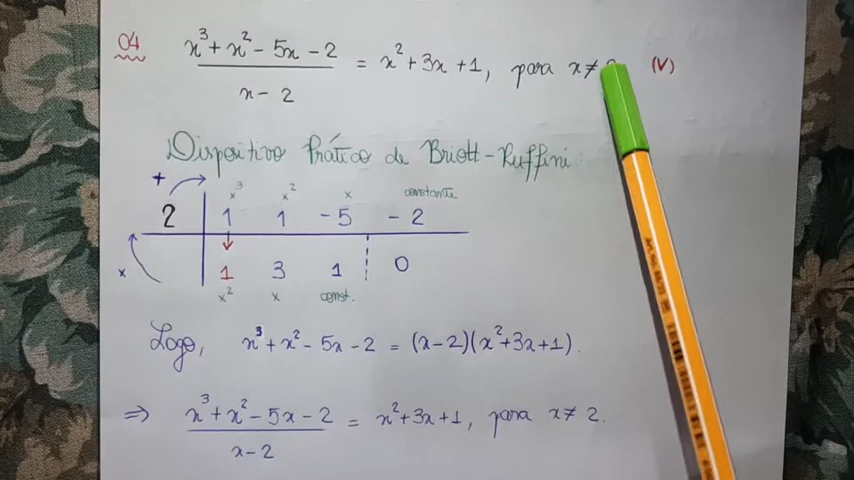 04 x³ + x² - 5x - 2 / x - 2 = x² + 3x + 1, para x ≠ (V)
Dispositivo Prático de Briott-Ruffini
+ x³ x² x constante
2 1 1 -5 -2
x 1 3 1 0
x² x const.
Logo, x³ + x² - 5x - 2 = (x-2)(x²+3x+1).
⇒ x³ + x² - 5x - 2 / x-2 = x² + 3x + 1, para x ≠ 2.